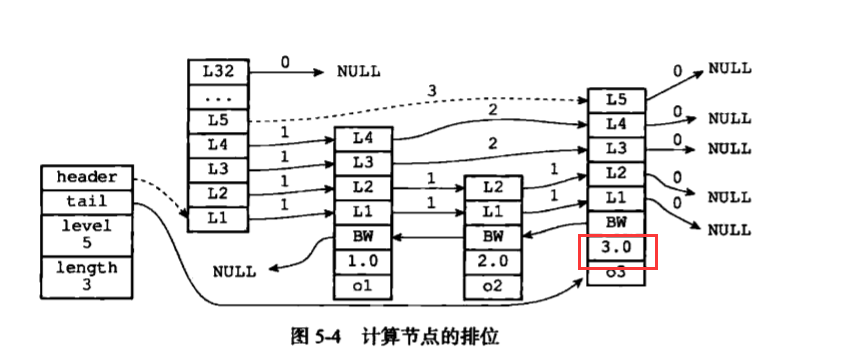 L32
0
NULL
...
L5
3
L4
1
L3
1
L2
1
L1
1
header
tail
level
5
length
3
L4
2
L3
2
L2
1
L1
1
BW
NULL
1.0
o1
L2
1
L1
1
BW
2.0
o2
L5
0
NULL
L4
0
NULL
L3
0
NULL
L2
0
NULL
L1
0
NULL
BW
3.0
o3
图 5-4 计算节点的排位